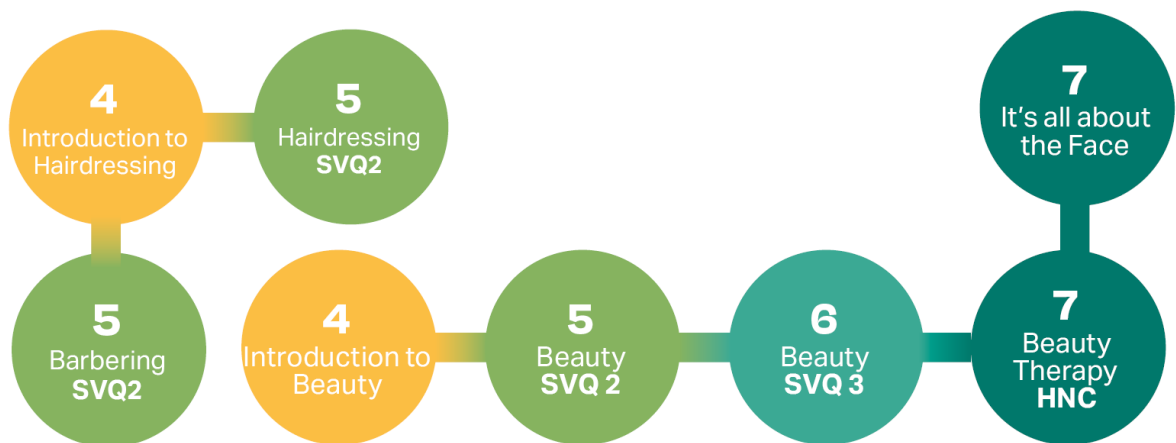 4
Introduction to
Hairdressing
5
Hairdressing
SVQ2
7
It's all about
the Face
5
Barbering
SVQ2
4
Introduction to
Beauty
5
Beauty
SVQ 2
6
Beauty
SVQ 3
7
Beauty
Therapy
HNC